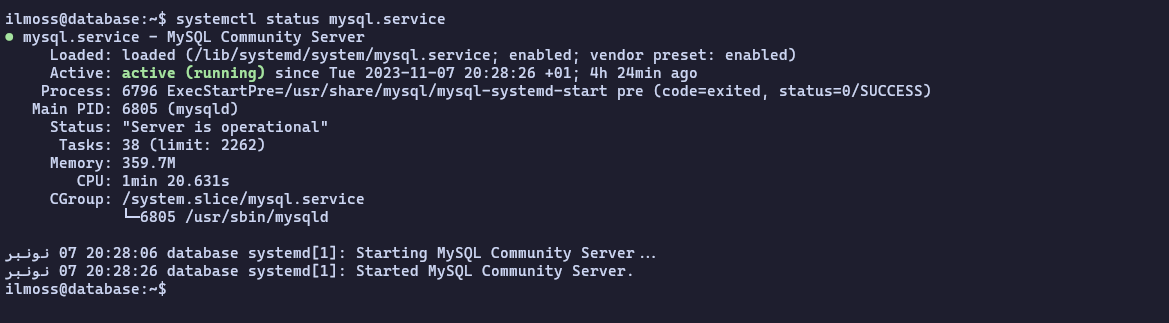 ilmoss@database:~$ systemctl status mysql.service
● mysql.service - MySQL Community Server
Loaded: loaded (/lib/systemd/system/mysql.service; enabled; vendor preset: enabled)
Active: active (running) since Tue 2023-11-07 20:28:26 +01; 4h 24min ago
Process: 6796 ExecStartPre=/usr/share/mysql/mysql-systemd-start pre (code=exited, status=0/SUCCESS)
Main PID: 6805 (mysqld)
Status: "Server is operational"
Tasks: 38 (limit: 2262)
Memory: 359.7M
CPU: 1min 20.631s
CGroup: /system.slice/mysql.service
└─6805 /usr/sbin/mysqld
نونبر 07 20:28:06 database systemd[1]: Starting MySQL Community Server...
نونبر 07 20:28:26 database systemd[1]: Started MySQL Community Server.
ilmoss@database:~$